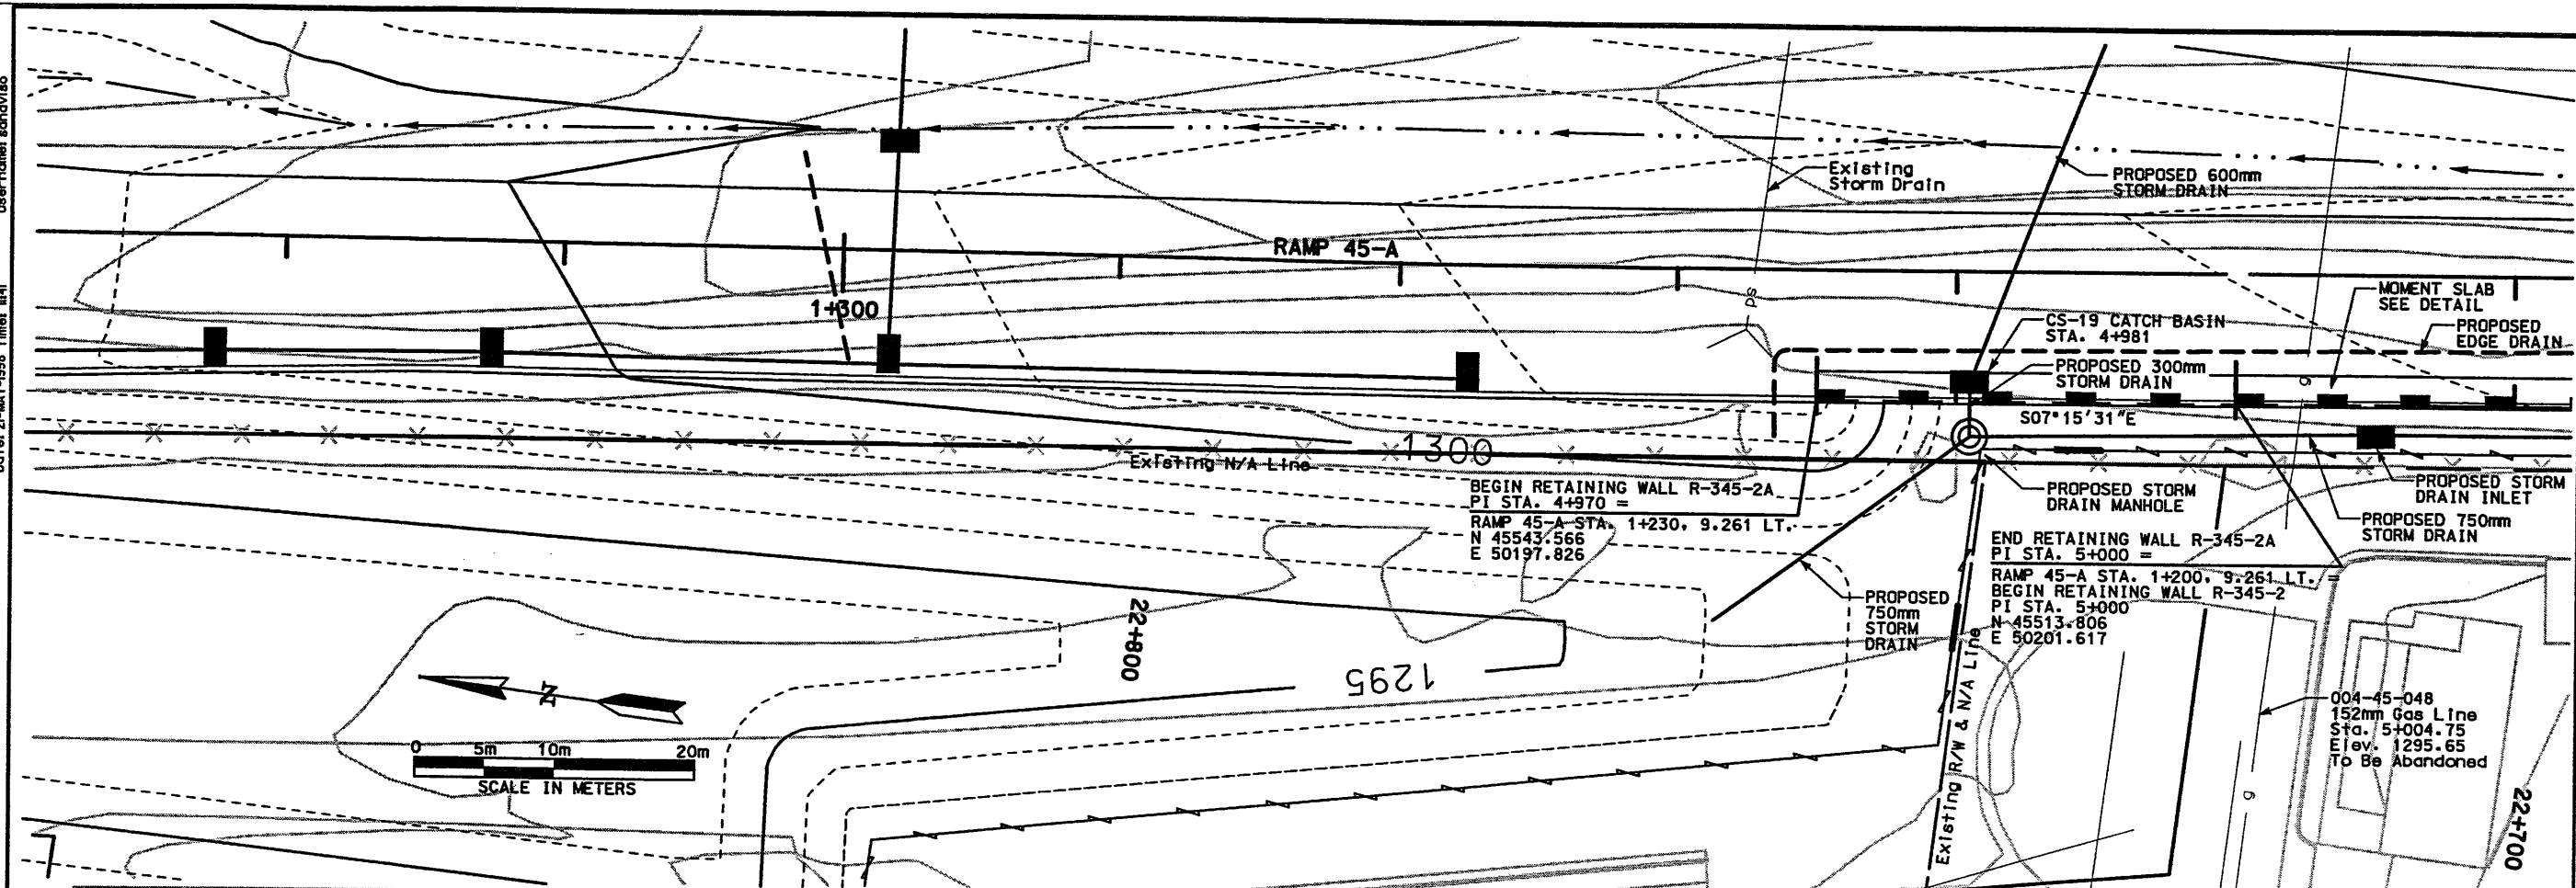 Existing
Storm Drain
PROPOSED 600mm
STORM DRAIN
RAMP 45-A
1+300
sd
MOMENT SLAB
SEE DETAIL
CS-19 CATCH BASIN
STA. 4+981
PROPOSED
EDGE DRAIN
PROPOSED 300mm
STORM DRAIN
g
S07°15'31"E
1300
Existing N/A Line
BEGIN RETAINING WALL R-345-2A
PI STA. 4+970 =
RAMP 45-A STA. 1+230, 9.261 LT.
N 45543.566
E 50197.826
PROPOSED STORM
DRAIN MANHOLE
PROPOSED STORM
DRAIN INLET
PROPOSED 750mm
STORM DRAIN
END RETAINING WALL R-345-2A
PI STA. 5+000 =
RAMP 45-A STA. 1+200, 9.261 LT. =
BEGIN RETAINING WALL R-345-2
PI STA. 5+000
N 45513.806
E 50201.617
PROPOSED
750mm
STORM
DRAIN
22+800
1295
N
0 5m 10m 20m
SCALE IN METERS
Existing R/W & N/A Line
004-45-048
152mm Gas Line
Sta. 5+004.75
Elev. 1295.65
To Be Abandoned
g
22+700